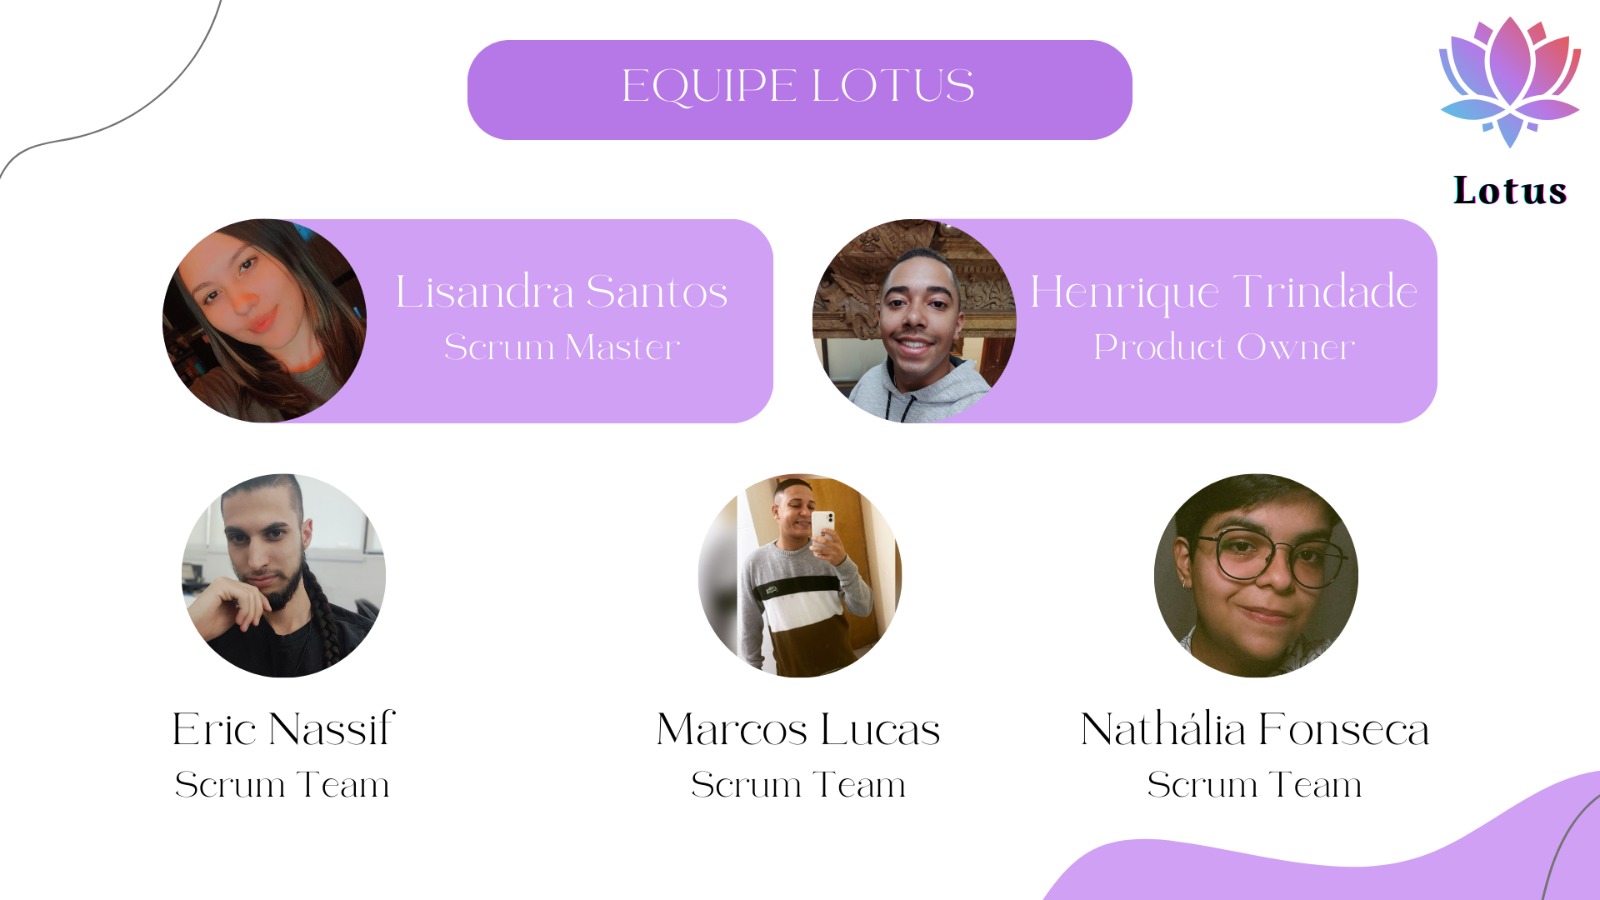 EQUIPE LOTUS
Lotus
Lisandra Santos
Scrum Master
Henrique Trindade
Product Owner
Eric Nassif
Scrum Team
Marcos Lucas
Scrum Team
Nathália Fonseca
Scrum Team